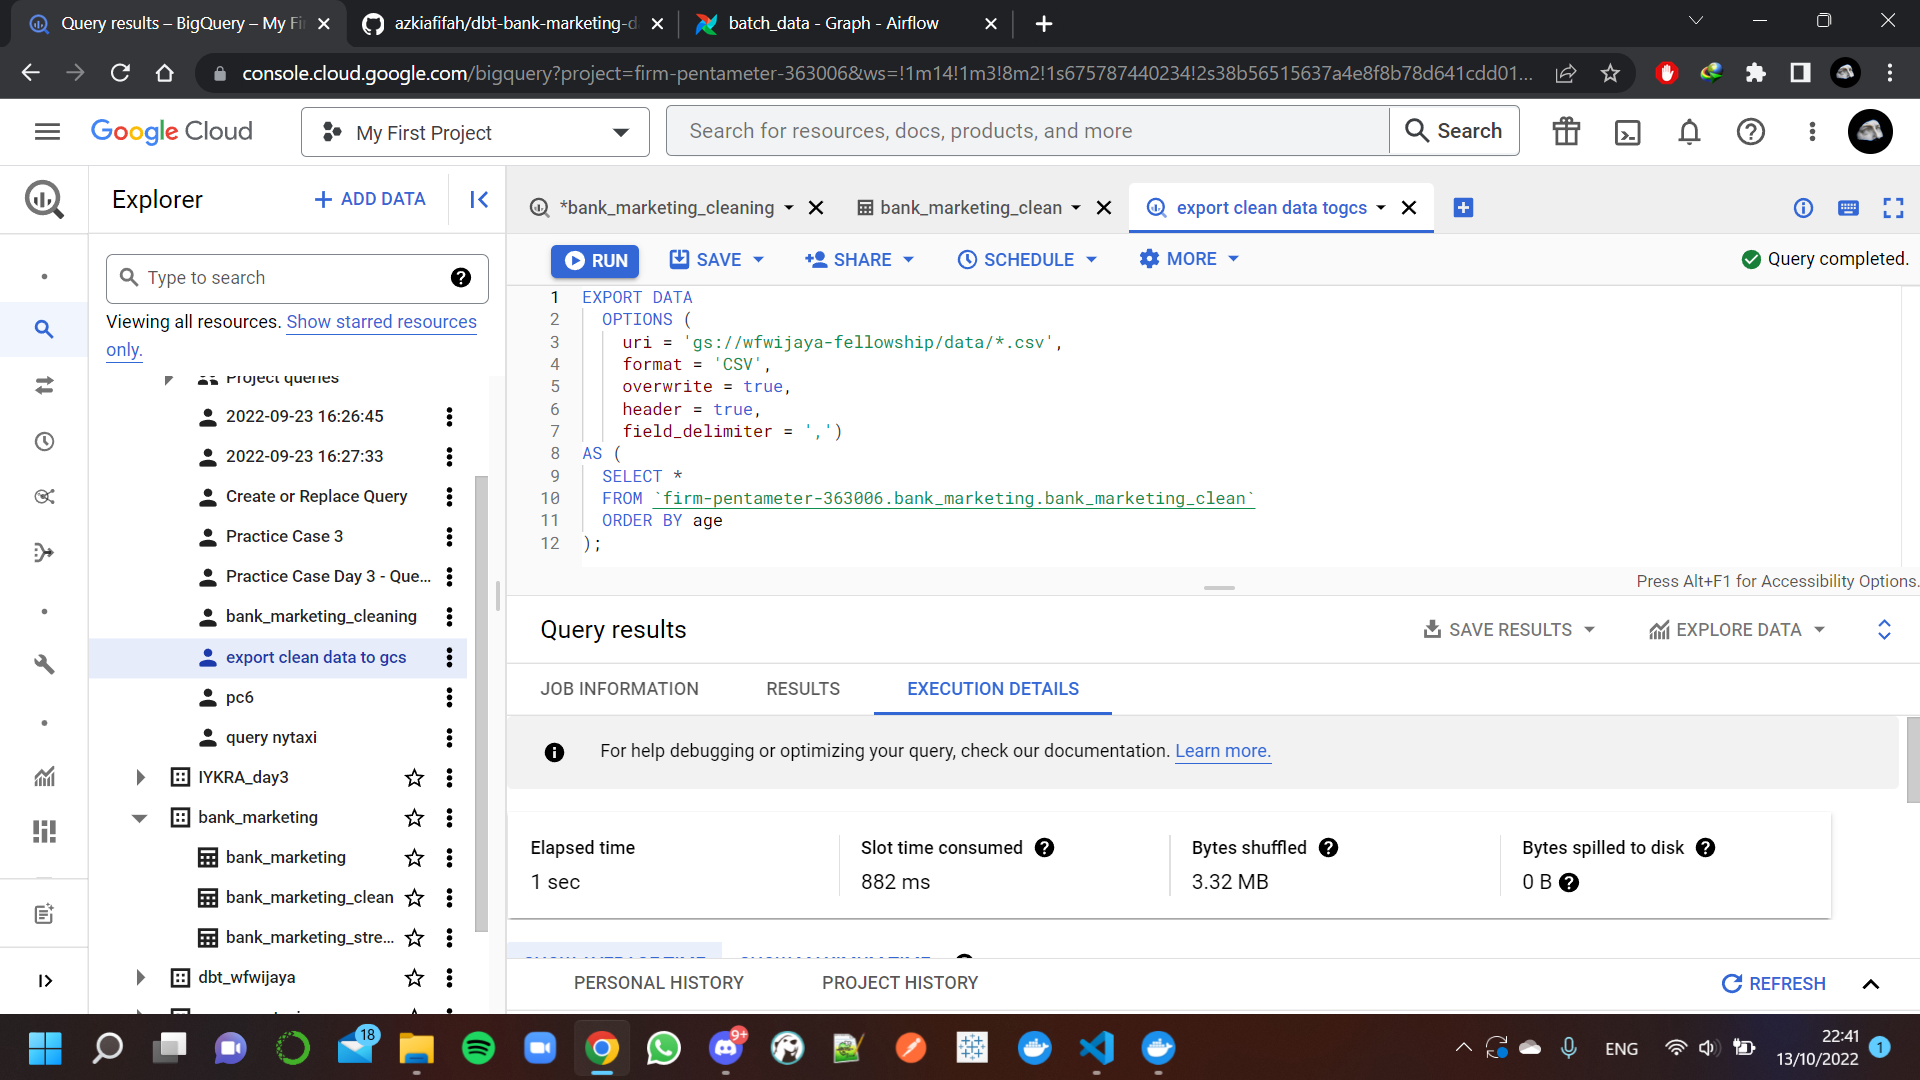 Query results – BigQuery – My Fi
azkiafifah/dbt-bank-marketing-d
batch_data - Graph - Airflow
console.cloud.google.com/bigquery?project=firm-pentameter-363006&ws=!1m14!1m3!8m2!1s675787440234!2s38b56515637a4e8f8b78d641cdd01...
Google Cloud
My First Project
Search for resources, docs, products, and more
Search
Explorer
+ ADD DATA
*bank_marketing_cleaning
bank_marketing_clean
export clean data togcs
Type to search
RUN
SAVE
SHARE
SCHEDULE
MORE
Query completed.
Viewing all resources. Show starred resources
only.
Project queries
2022-09-23 16:26:45
2022-09-23 16:27:33
Create or Replace Query
Practice Case 3
Practice Case Day 3 - Que...
bank_marketing_cleaning
export clean data to gcs
pc6
query nytaxi
IYKRA_day3
bank_marketing
bank_marketing
bank_marketing_clean
bank_marketing_stre...
dbt_wfwijaya
1 EXPORT DATA
2 OPTIONS (
3 uri = 'gs://wfwijaya-fellowship/data/*.csv',
4 format = 'CSV',
5 overwrite = true,
6 header = true,
7 field_delimiter = ',')
8 AS (
9 SELECT *
10 FROM `firm-pentameter-363006.bank_marketing.bank_marketing_clean`
11 ORDER BY age
12 );
Press Alt+F1 for Accessibility Options.
Query results
SAVE RESULTS
EXPLORE DATA
JOB INFORMATION
RESULTS
EXECUTION DETAILS
For help debugging or optimizing your query, check our documentation. Learn more.
Elapsed time
1 sec
Slot time consumed
882 ms
Bytes shuffled
3.32 MB
Bytes spilled to disk
0 B
PERSONAL HISTORY
PROJECT HISTORY
REFRESH
18
9+
ENG
22:41
13/10/2022
1